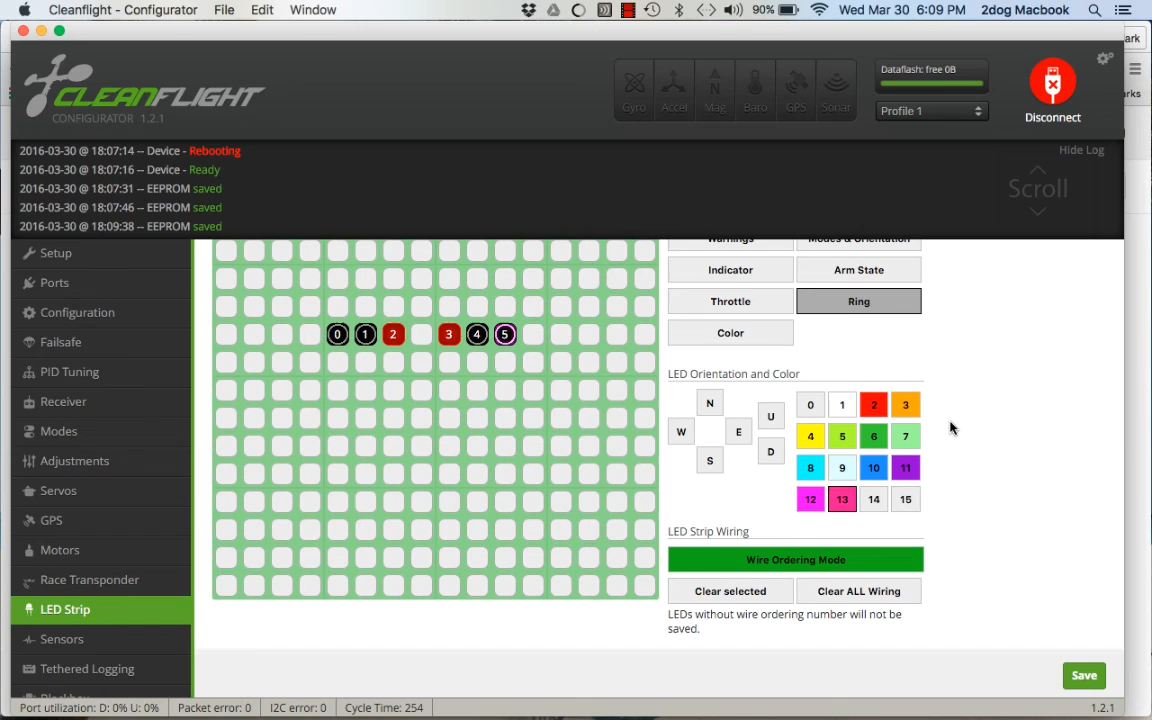 Cleanflight - Configurator File Edit Window 90% Wed Mar 30 6:09 PM 2dog Macbook
ark
CLEANFLIGHT
CONFIGURATOR 1.2.1
Gyro Accel Mag Baro GPS Sonar
Dataflash: free 0B
Profile 1
Disconnect
rks
2016-03-30 @ 18:07:14 -- Device - Rebooting
2016-03-30 @ 18:07:16 -- Device - Ready
2016-03-30 @ 18:07:31 -- EEPROM saved
2016-03-30 @ 18:07:46 -- EEPROM saved
2016-03-30 @ 18:09:38 -- EEPROM saved
Hide Log
Scroll
Setup
Ports
Configuration
Failsafe
PID Tuning
Receiver
Modes
Adjustments
Servos
GPS
Motors
Race Transponder
LED Strip
Sensors
Tethered Logging
Blackbox
0 1 2 3 4 5
Warnings Modes & Orientation
Indicator Arm State
Throttle Ring
Color
LED Orientation and Color
N
W E
S
U
D
0 1 2 3
4 5 6 7
8 9 10 11
12 13 14 15
LED Strip Wiring
Wire Ordering Mode
Clear selected Clear ALL Wiring
LEDs without wire ordering number will not be
saved.
Save
Port utilization: D: 0% U: 0% Packet error: 0 I2C error: 0 Cycle Time: 254 1.2.1